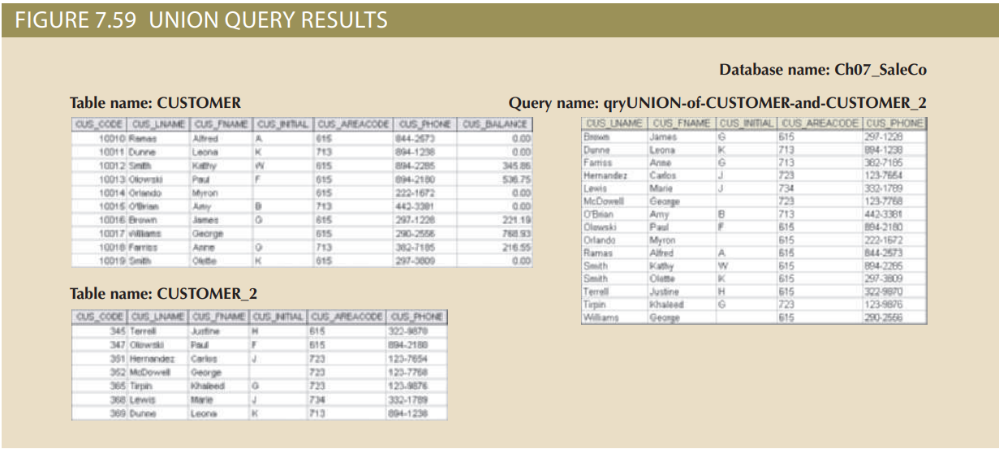 FIGURE 7.59 UNION QUERY RESULTS
Database name: Ch07_SaleCo
Table name: CUSTOMER
CUS_CODE CUS_LNAME CUS_FNAME CUS_INITIAL CUS_AREACODE CUS_PHONE CUS_BALANCE
10010 Ramas Alfred A 615 844-2573 0.00
10011 Dunne Leona K 713 894-1238 0.00
10012 Smith Kathy W 615 894-2285 345.86
10013 Olowski Paul F 615 894-2180 536.75
10014 Orlando Myron 615 222-1672 0.00
10015 O'Brian Amy B 713 442-3381 0.00
10016 Brown James G 615 297-1228 221.19
10017 Williams George 615 290-2556 768.93
10018 Farriss Anne G 713 382-7185 216.55
10019 Smith Olette K 615 297-3809 0.00
Table name: CUSTOMER_2
CUS_CODE CUS_LNAME CUS_FNAME CUS_INITIAL CUS_AREACODE CUS_PHONE
345 Terrell Justine H 615 322-9870
347 Olowski Paul F 615 894-2180
351 Hernandez Carlos J 723 123-7654
352 McDowell George 723 123-7768
365 Tirpin Khaleed G 723 123-9876
368 Lewis Marie J 734 332-1789
369 Dunne Leona K 713 894-1238
Query name: qryUNION-of-CUSTOMER-and-CUSTOMER_2
CUS_LNAME CUS_FNAME CUS_INITIAL CUS_AREACODE CUS_PHONE
Brown James G 615 297-1228
Dunne Leona K 713 894-1238
Farriss Anne G 713 382-7185
Hernandez Carlos J 723 123-7654
Lewis Marie J 734 332-1789
McDowell George 723 123-7768
O'Brian Amy B 713 442-3381
Olowski Paul F 615 894-2180
Orlando Myron 615 222-1672
Ramas Alfred A 615 844-2573
Smith Kathy W 615 894-2285
Smith Olette K 615 297-3809
Terrell Justine H 615 322-9870
Tirpin Khaleed G 723 123-9876
Williams George 615 290-2556